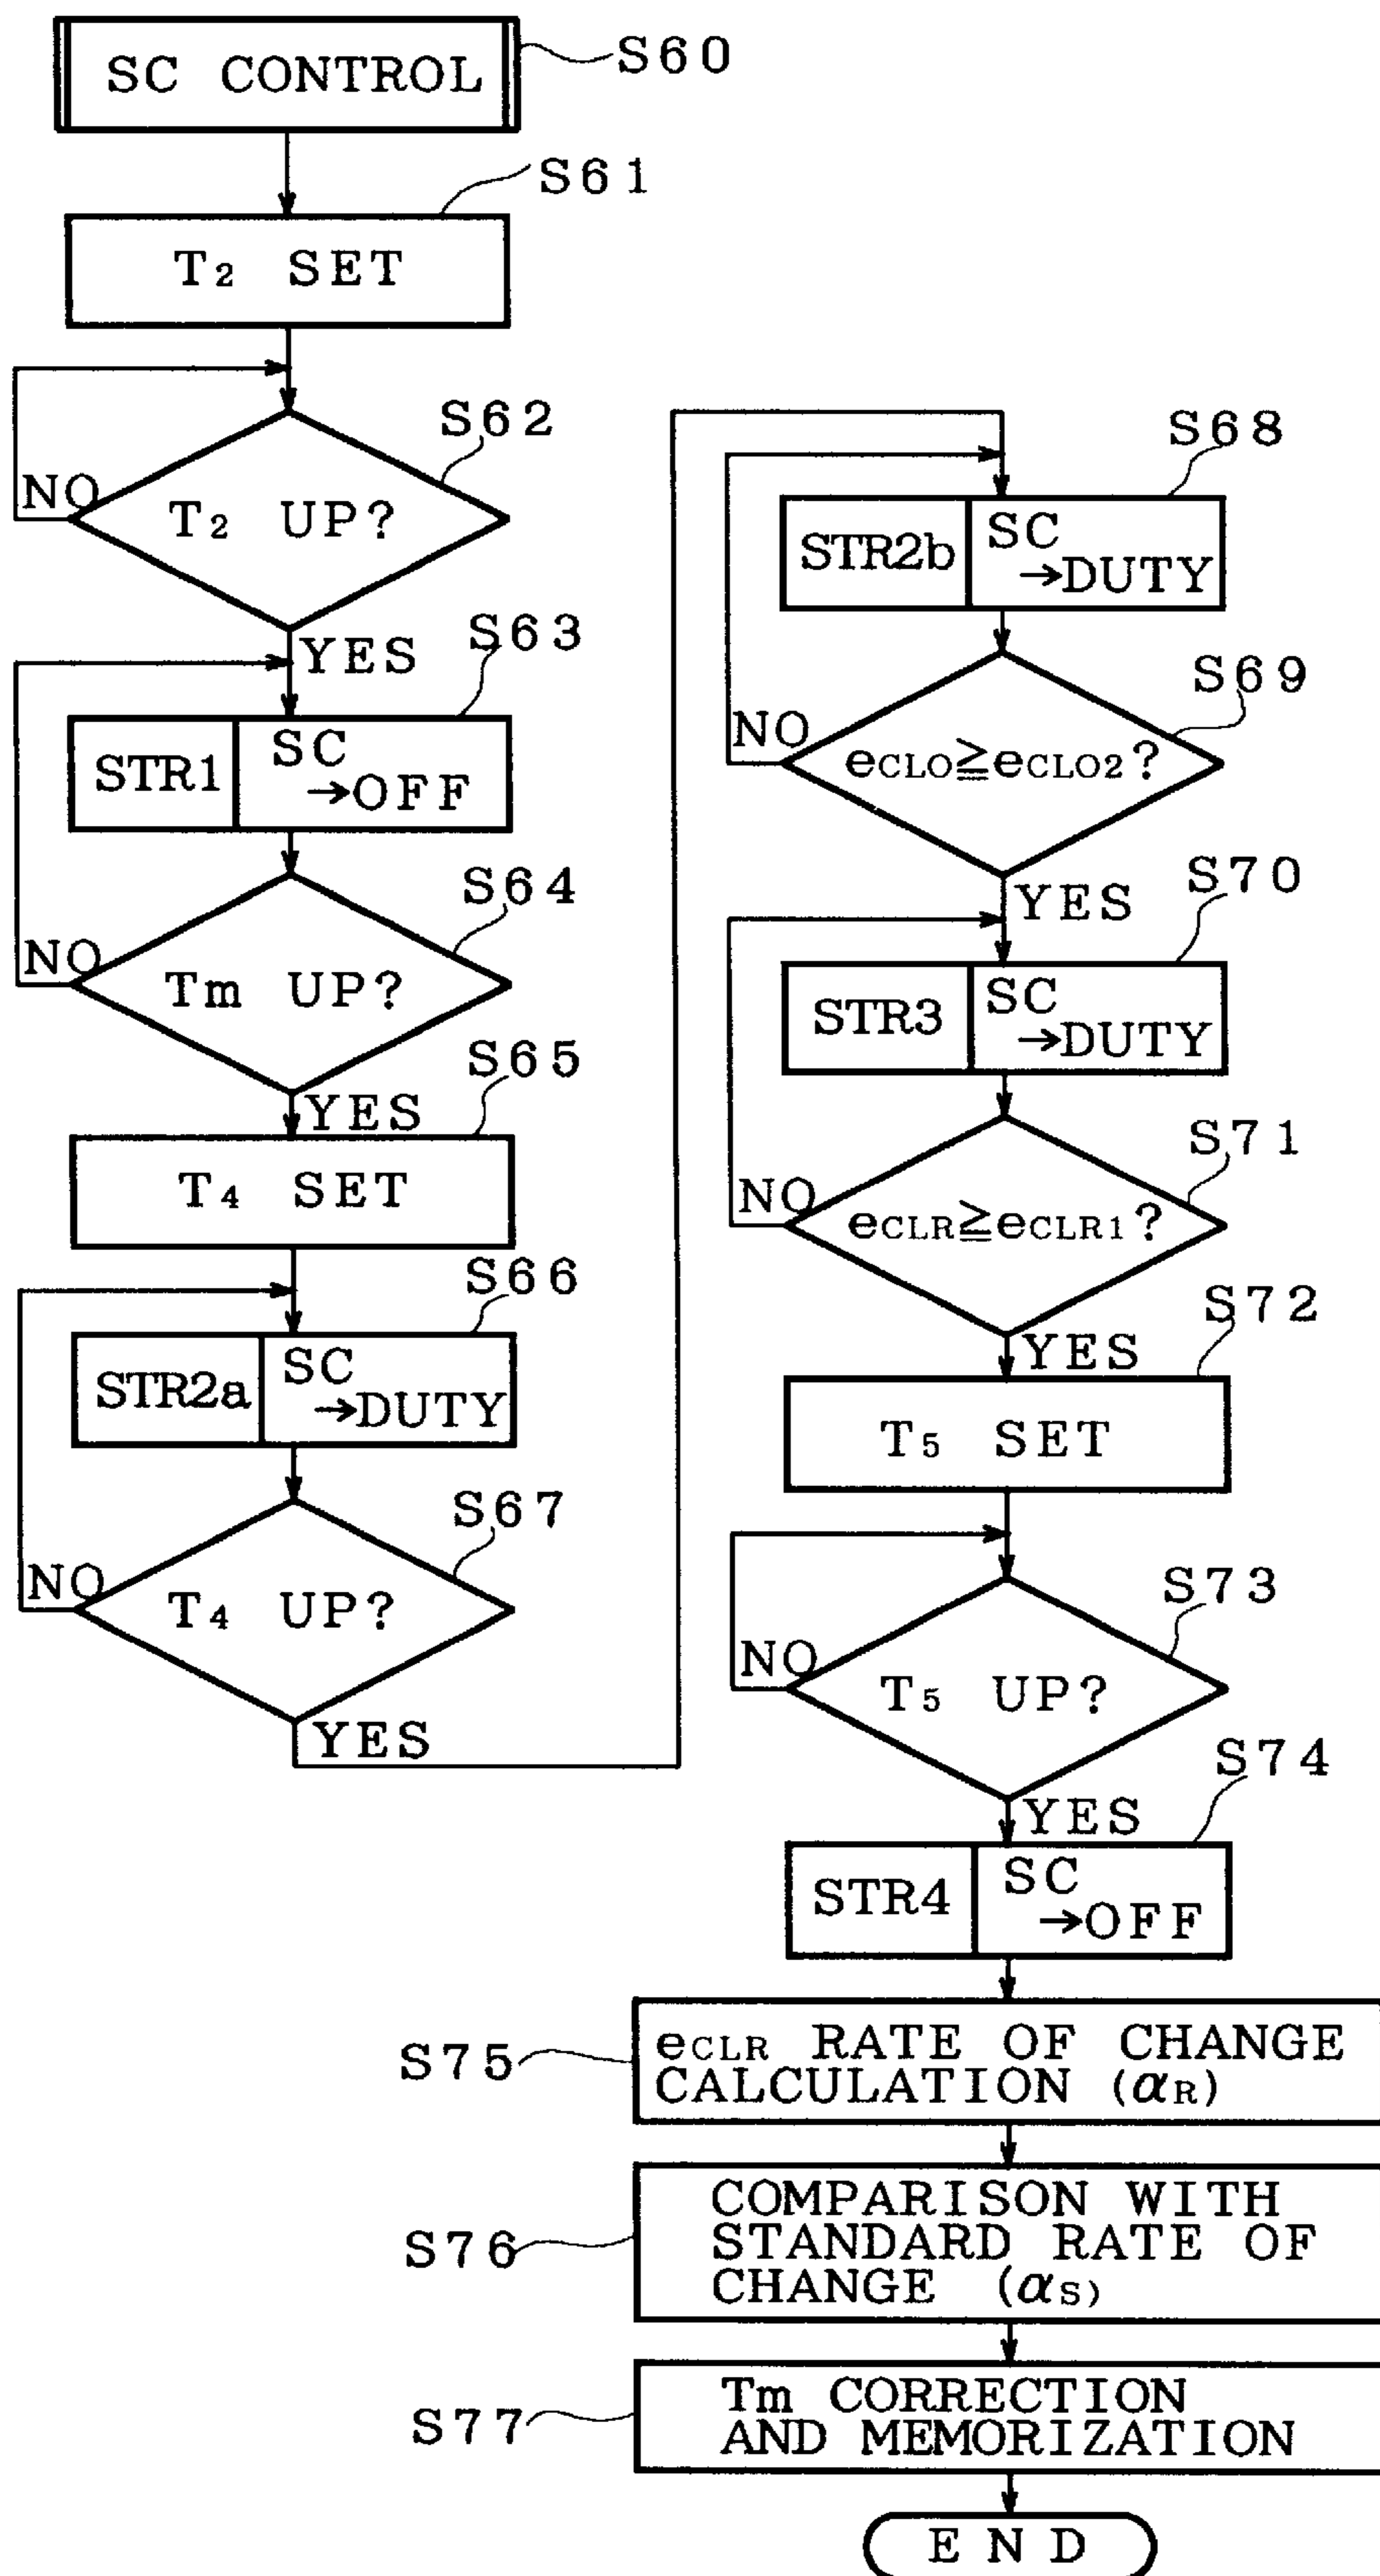 SC CONTROL
S60
S61
T2 SET
S62
NO
T2 UP?
YES
S63
STR1
SC
→OFF
S64
NO
Tm UP?
YES
S65
T4 SET
S66
STR2a
SC
→DUTY
S67
NO
T4 UP?
YES
S68
STR2b
SC
→DUTY
S69
NO
eCLO≧eCLO2?
YES
S70
STR3
SC
→DUTY
S71
NO
eCLR≧eCLR1?
YES
S72
T5 SET
S73
NO
T5 UP?
YES
S74
STR4
SC
→OFF
S75
eCLR RATE OF CHANGE
CALCULATION (αR)
S76
COMPARISON WITH
STANDARD RATE OF
CHANGE (αS)
S77
Tm CORRECTION
AND MEMORIZATION
END